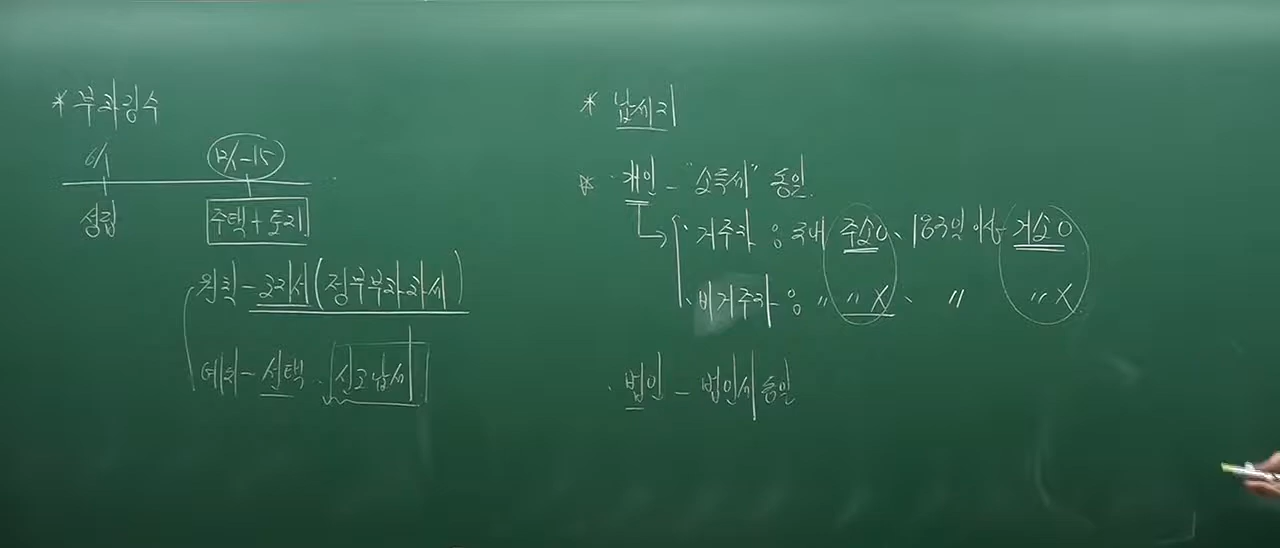 * 부과징수
6/1 12/1-15
성립 주택+토지
원칙 - 고지서(정부부과과세)
예외 - 선택、신고납세
* 납세지
* · 개인 - "소득세" 동일.
· 거주자 : 국내 주소O、183일 이상 거소O
、비거주자 : 〃 〃 X、 〃 〃 X
· 법인 - 법인세 동일